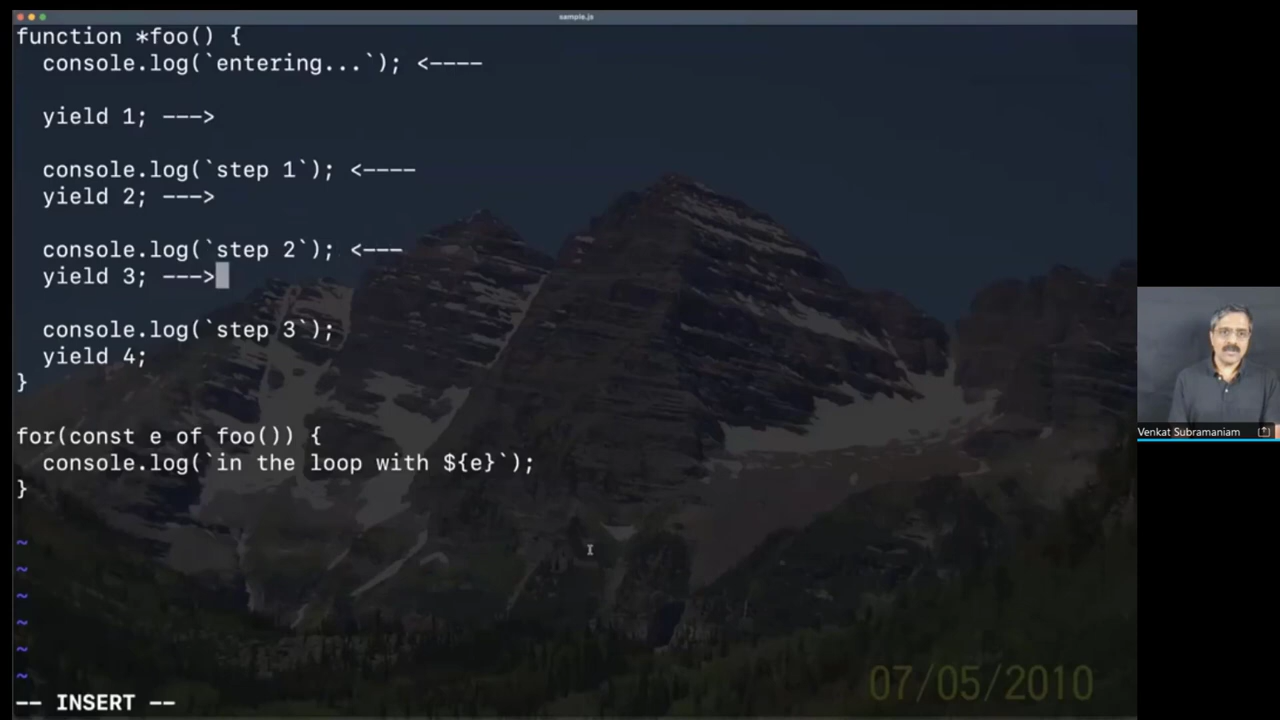 sample.js
function *foo() {
  console.log(`entering...`); <----
  yield 1; --->
  console.log(`step 1`); <----
  yield 2; --->
  console.log(`step 2`); <---
  yield 3; --->
  console.log(`step 3`);
  yield 4;
}
for(const e of foo()) {
  console.log(`in the loop with ${e}`);
}
~
~
~
~
~
~
-- INSERT --
07/05/2010
Venkat Subramaniam